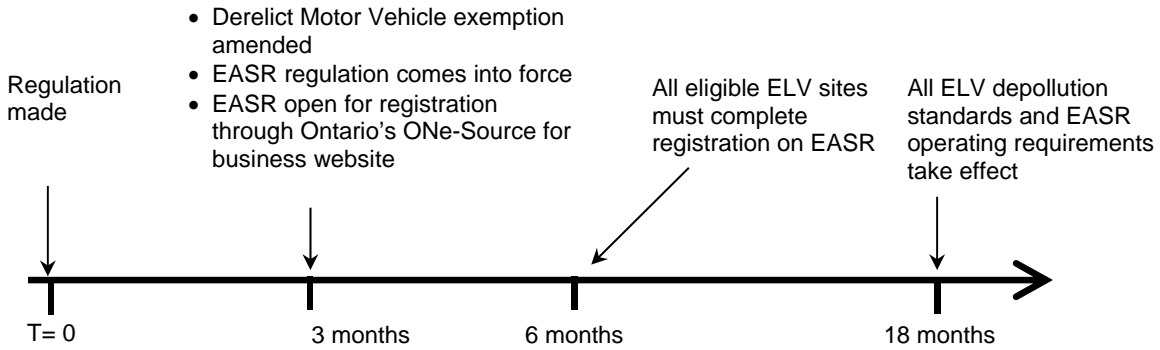 Regulation
made
• Derelict Motor Vehicle exemption
amended
• EASR regulation comes into force
• EASR open for registration
through Ontario's ONe-Source for
business website
All eligible ELV sites
must complete
registration on EASR
All ELV depollution
standards and EASR
operating requirements
take effect
T= 0
3 months
6 months
18 months